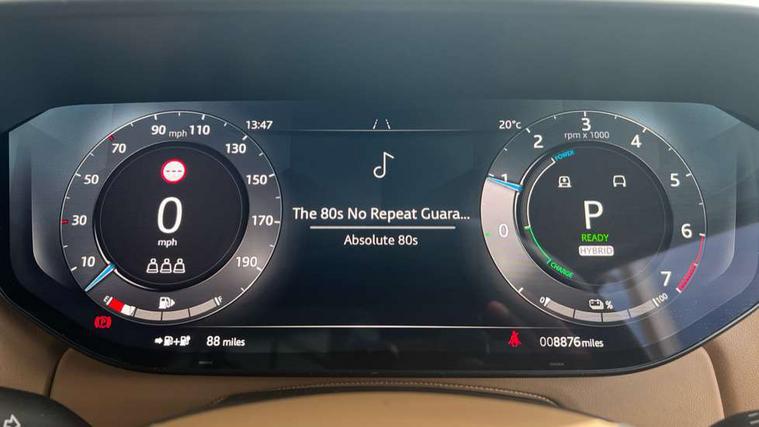 13:47
20°C
10
30
50
70
90 mph 110
130
150
170
190
0
mph
E
F
The 80s No Repeat Guara...
Absolute 80s
0
1
2
3
4
5
6
7
rpm x 1000
POWER
P
READY
HYBRID
CHARGE
0
%
100
P
88 miles
008876 miles